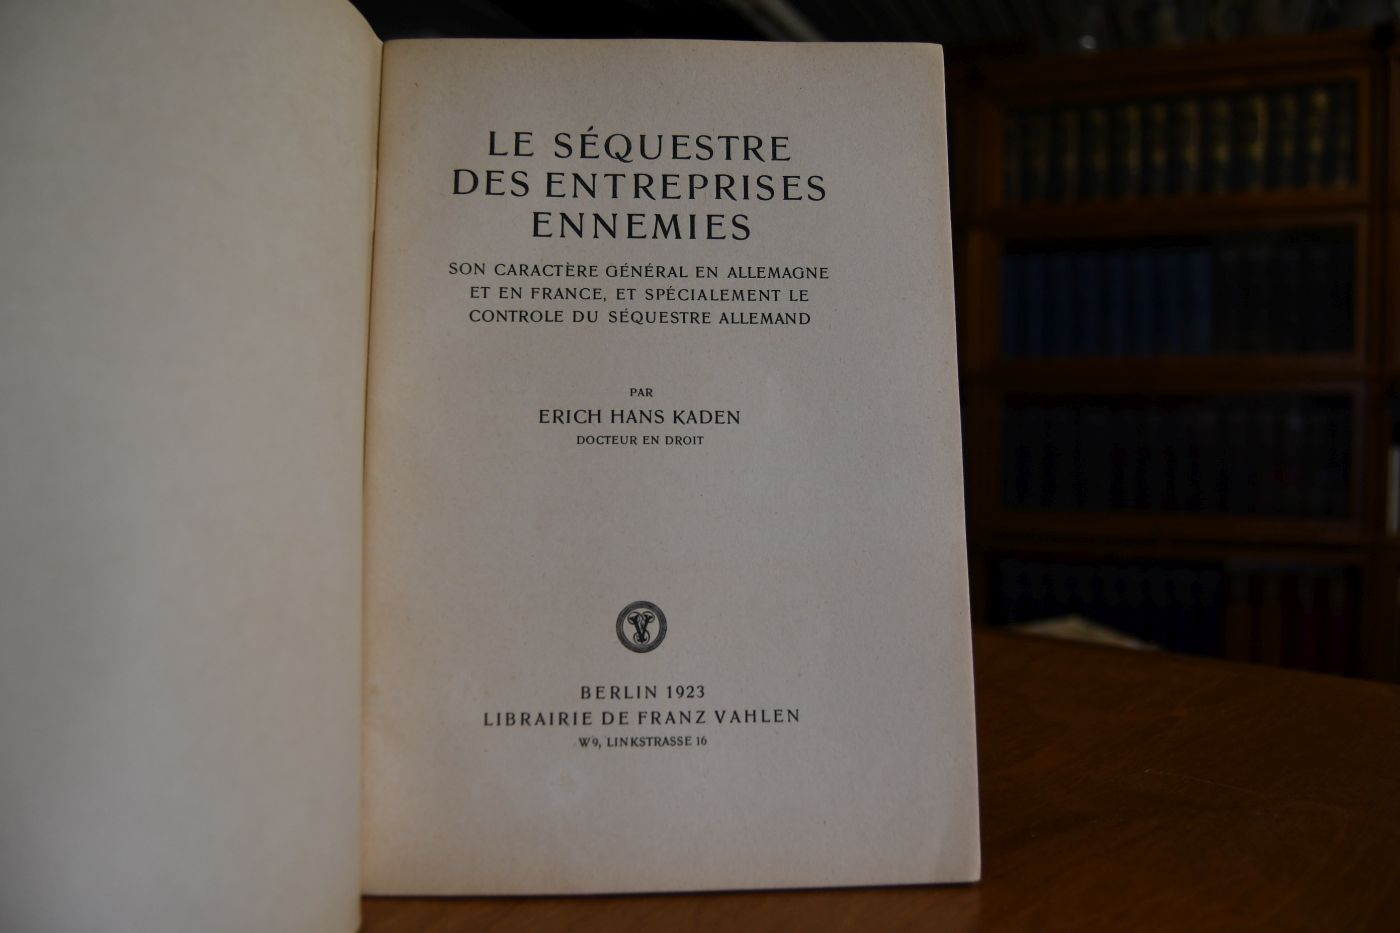 LE SÉQUESTRE
DES ENTREPRISES
ENNEMIES
SON CARACTÈRE GÉNÉRAL EN ALLEMAGNE
ET EN FRANCE, ET SPÉCIALEMENT LE
CONTROLE DU SÉQUESTRE ALLEMAND
PAR
ERICH HANS KADEN
DOCTEUR EN DROIT
BERLIN 1923
LIBRAIRIE DE FRANZ VAHLEN
W9, LINKSTRASSE 16